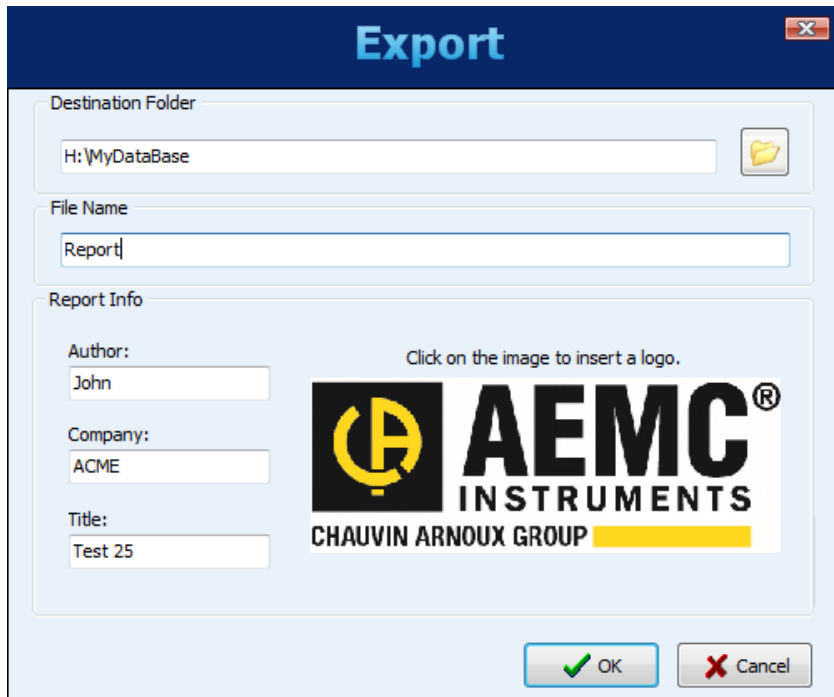 Export
Destination Folder
H:\MyDataBase
File Name
Report
Report Info
Author:
John
Company:
ACME
Title:
Test 25
Click on the image to insert a logo.
AEMC®
INSTRUMENTS
CHAUVIN ARNOUX GROUP
OK
Cancel